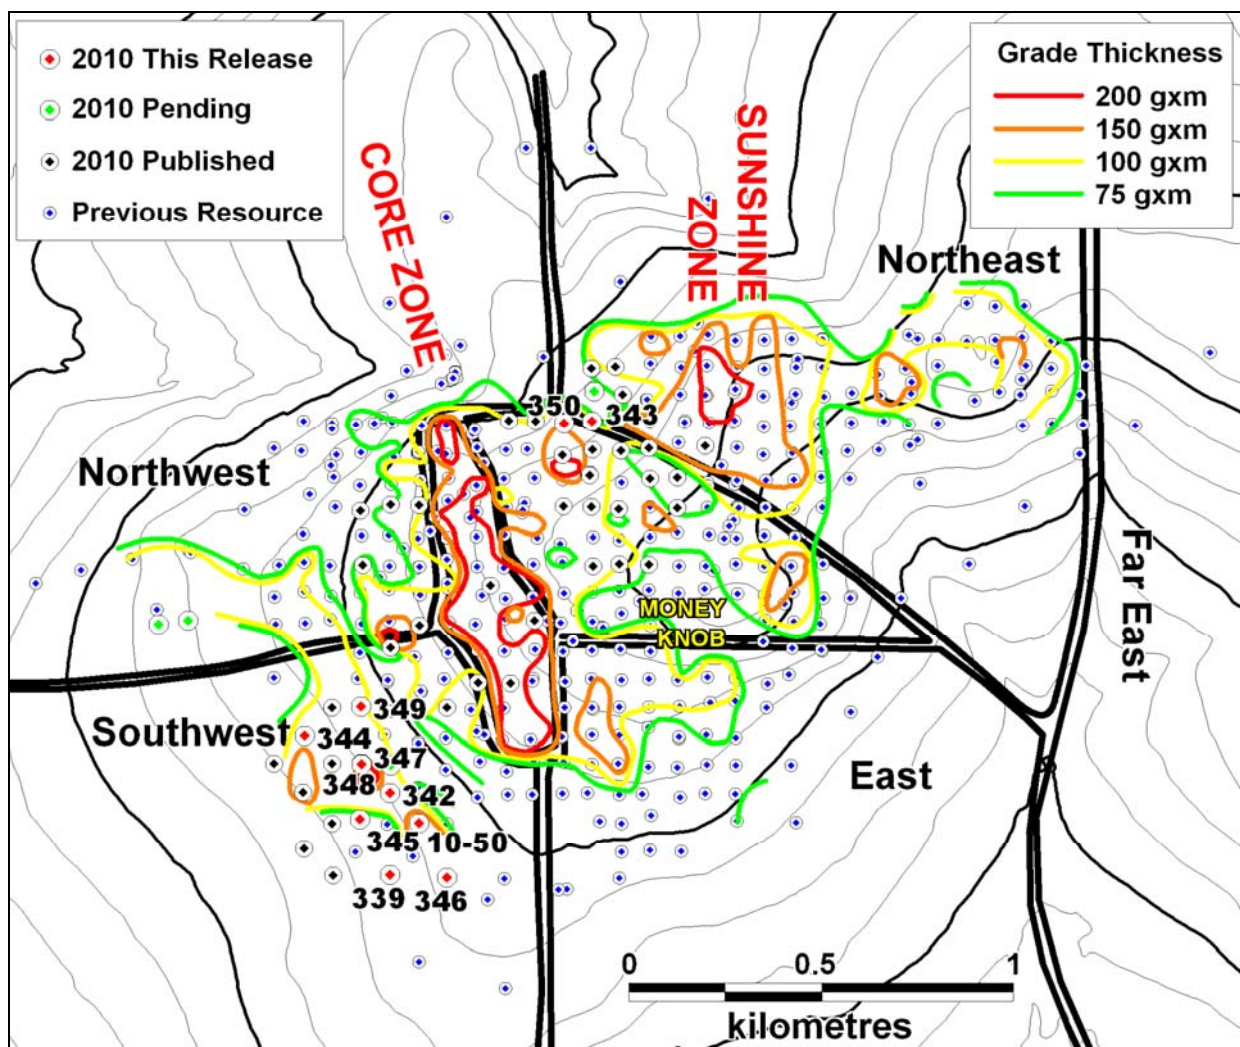 2010 This Release
2010 Pending
2010 Published
Previous Resource
Grade Thickness
200 gxm
150 gxm
100 gxm
75 gxm
CORE ZONE
SUNSHINE
ZONE
Northeast
350
343
Northwest
Far East
MONEY
KNOB
349
Southwest
344
347
348
342
East
345
10-50
339
346
0
0.5
1
kilometres